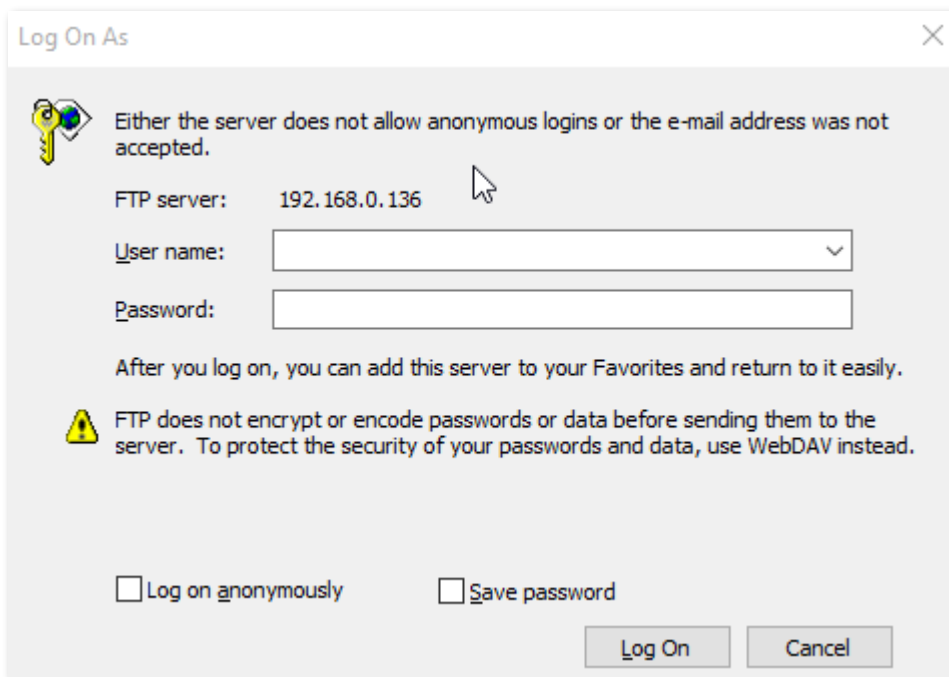 Log On As
Either the server does not allow anonymous logins or the e-mail address was not
accepted.
FTP server: 192.168.0.136
User name:
Password:
After you log on, you can add this server to your Favorites and return to it easily.
FTP does not encrypt or encode passwords or data before sending them to the
server.  To protect the security of your passwords and data, use WebDAV instead.
Log on anonymously Save password
Log On Cancel